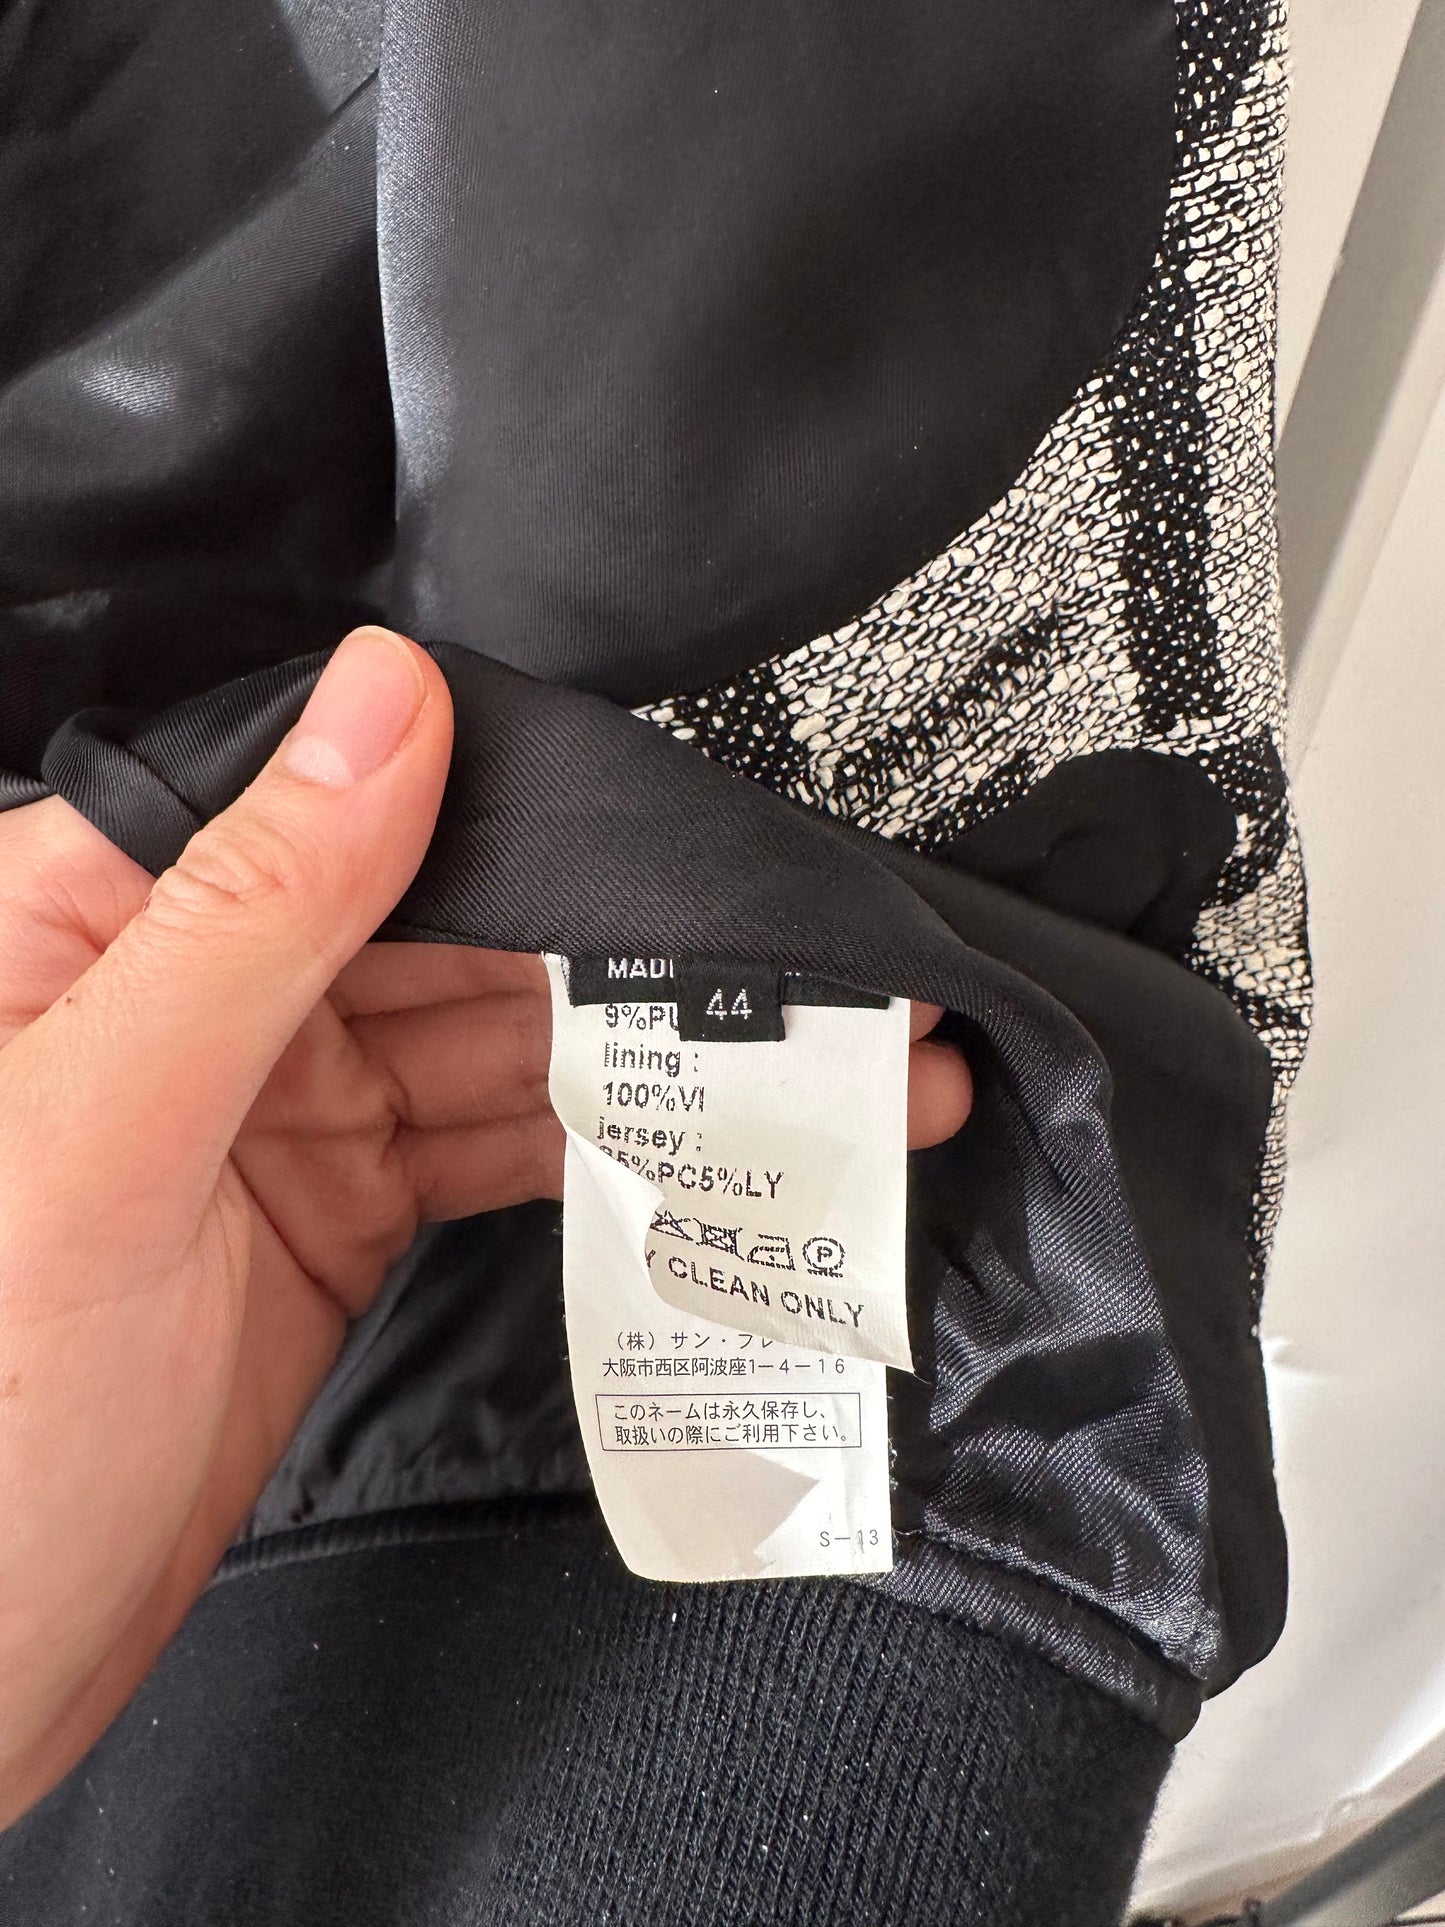 44
9%
lining :
100%VI
jersey :
%PC5%LY
P
CLEAN ONLY
（株）サン・フレ
大阪市西区阿波座1－4－16
このネームは永久保存し、
取扱いの際にご利用下さい。
S－13